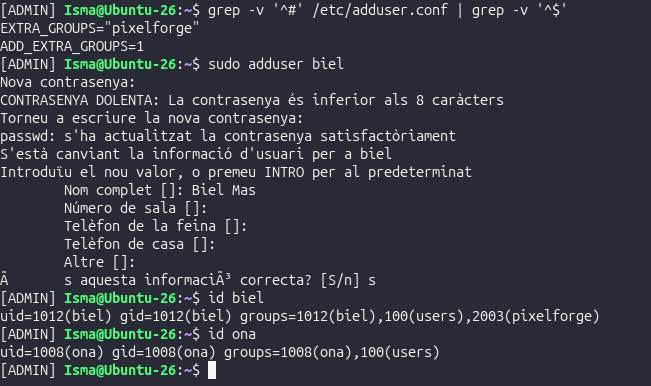 [ADMIN] Isma@Ubuntu-26:~$ grep -v '^#' /etc/adduser.conf | grep -v '^$'
EXTRA_GROUPS="pixelforge"
ADD_EXTRA_GROUPS=1
[ADMIN] Isma@Ubuntu-26:~$ sudo adduser biel
Nova contrasenya:
CONTRASENYA DOLENTA: La contrasenya és inferior als 8 caràcters
Torneu a escriure la nova contrasenya:
passwd: s'ha actualitzat la contrasenya satisfactòriament
S'està canviant la informació d'usuari per a biel
Introduïu el nou valor, o premeu INTRO per al predeterminat
        Nom complet []: Biel Mas
        Número de sala []:
        Telèfon de la feina []:
        Telèfon de casa []:
        Altre []:
Ã       s aquesta informaciÃ³ correcta? [S/n] s
[ADMIN] Isma@Ubuntu-26:~$ id biel
uid=1012(biel) gid=1012(biel) groups=1012(biel),100(users),2003(pixelforge)
[ADMIN] Isma@Ubuntu-26:~$ id ona
uid=1008(ona) gid=1008(ona) groups=1008(ona),100(users)
[ADMIN] Isma@Ubuntu-26:~$